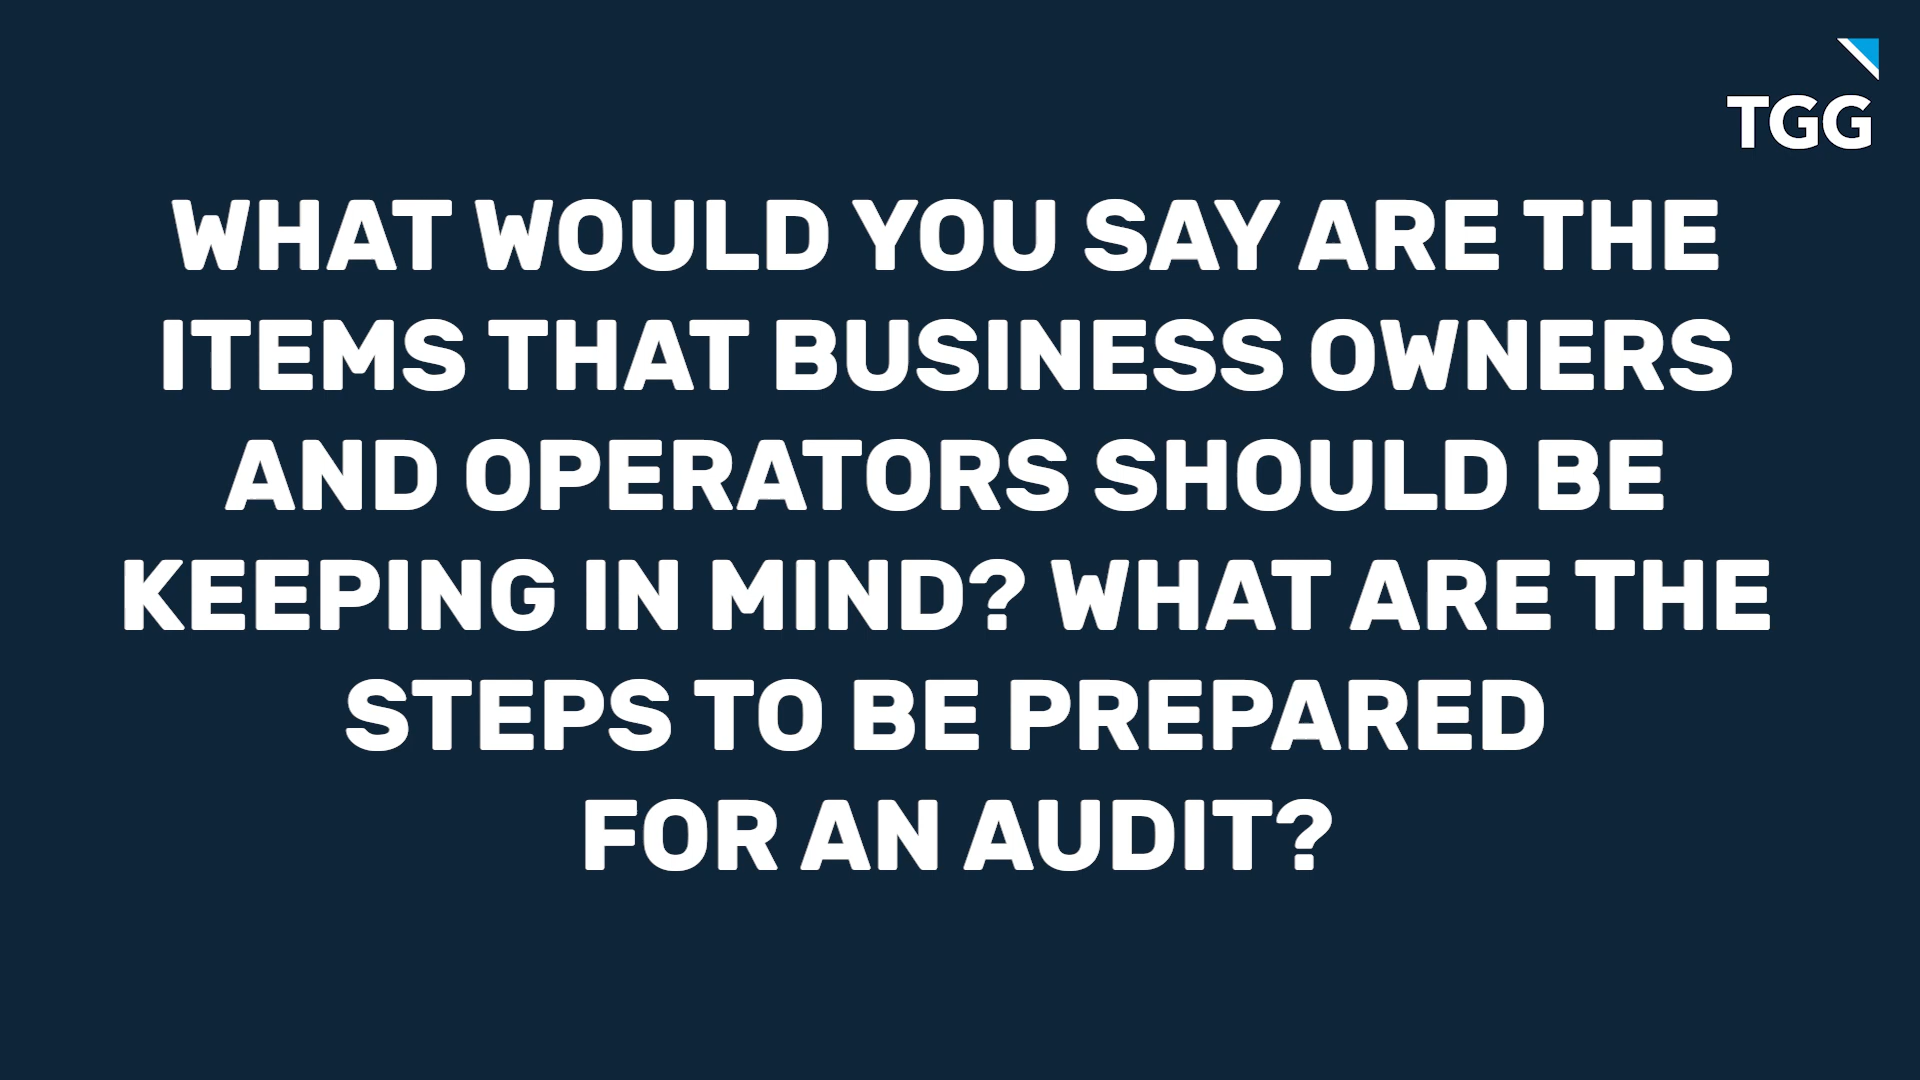 TGG
WHAT WOULD YOU SAY ARE THE
ITEMS THAT BUSINESS OWNERS
AND OPERATORS SHOULD BE
KEEPING IN MIND? WHAT ARE THE
STEPS TO BE PREPARED
FOR AN AUDIT?